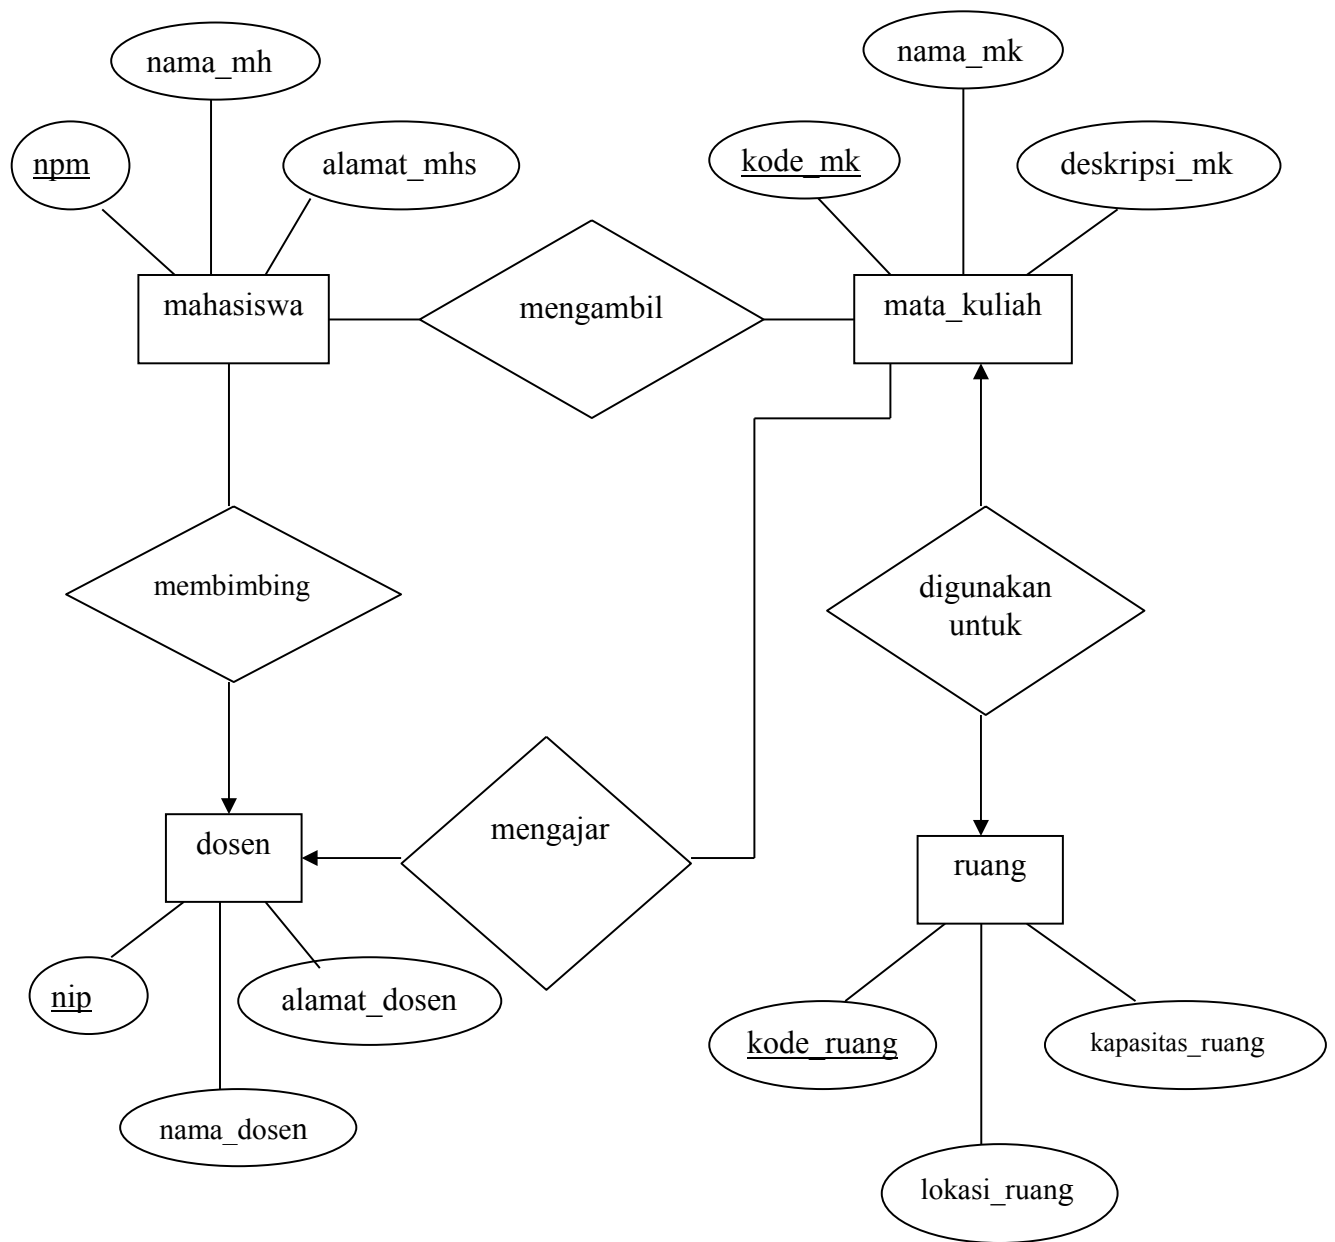 nama_mh
nama_mk
npm
alamat_mhs
kode_mk
deskripsi_mk
mahasiswa
mengambil
mata_kuliah
membimbing
digunakan
untuk
dosen
mengajar
ruang
nip
alamat_dosen
kode_ruang
kapasitas_ruang
nama_dosen
lokasi_ruang